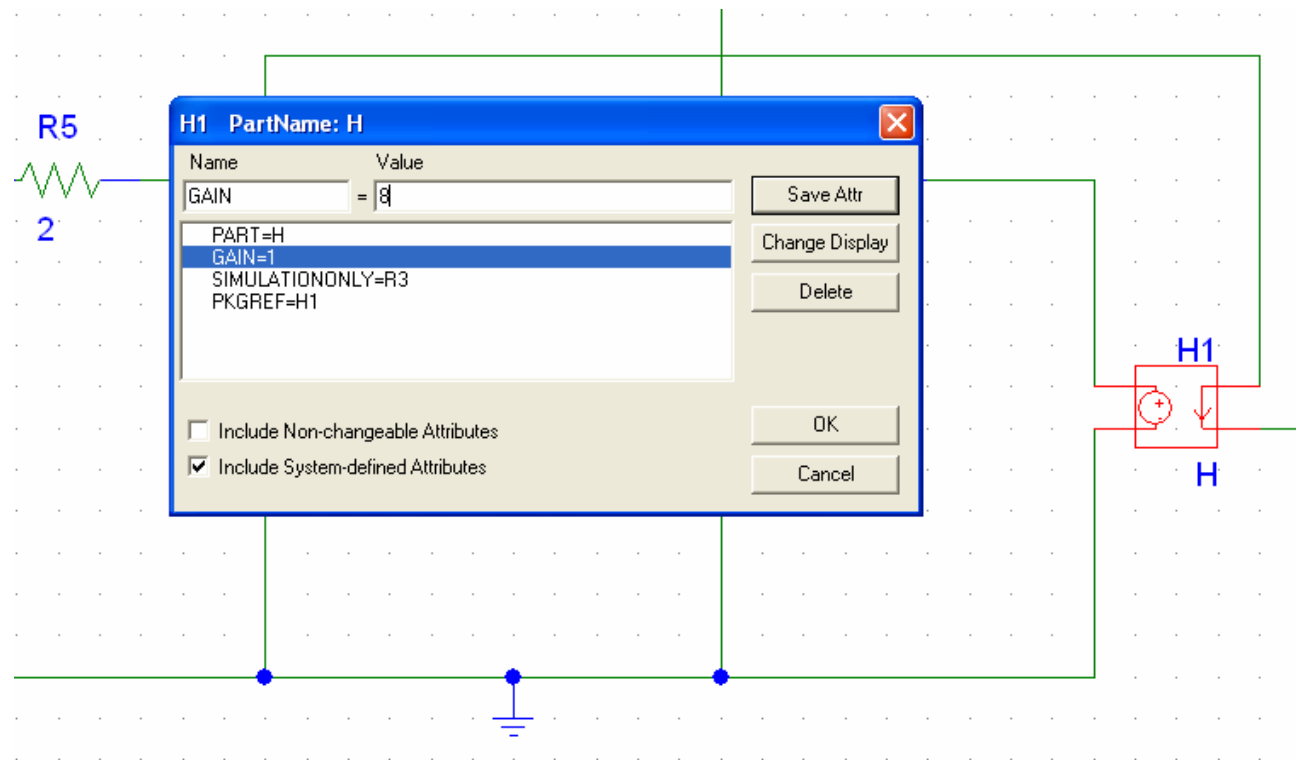 R5
2
H1 PartName: H
Name Value
GAIN = 8
Save Attr
PART=H
GAIN=1
SIMULATIONONLY=R3
PKGREF=H1
Change Display
Delete
Include Non-changeable Attributes
Include System-defined Attributes
OK
Cancel
H1
H